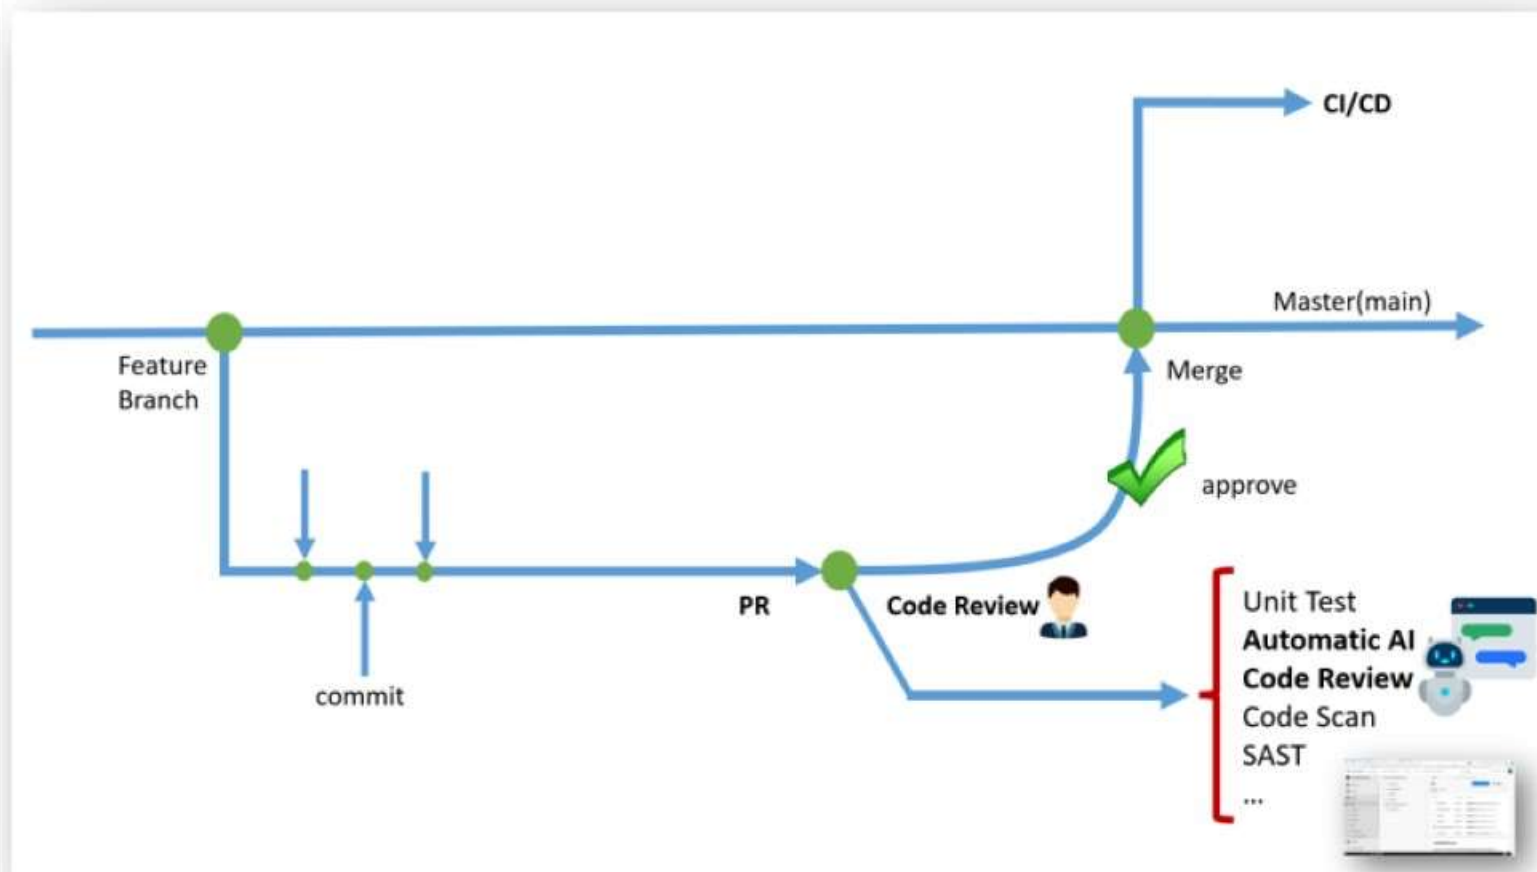 CI/CD
Master(main)
Feature
Branch
Merge
approve
PR
Code Review
commit
Unit Test
Automatic AI
Code Review
Code Scan
SAST
...